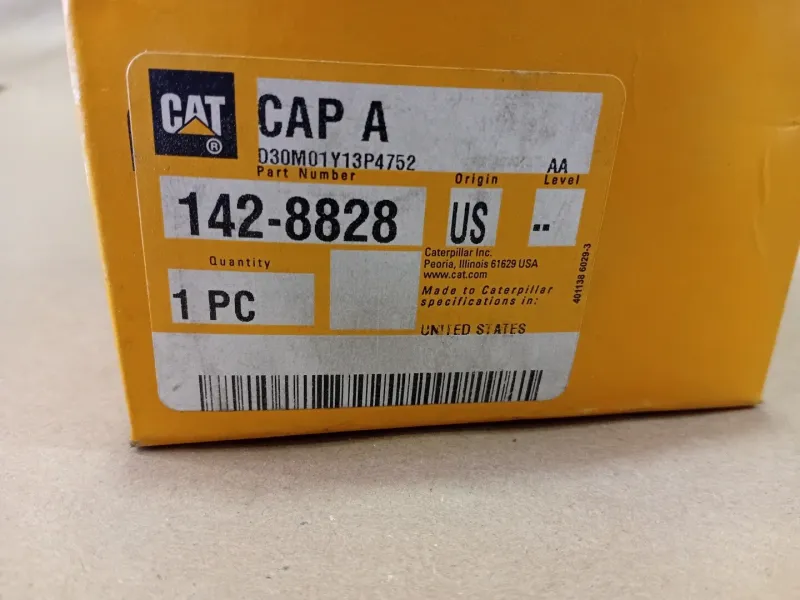 CAT
®
CAP A
D30M01Y13P4752
AA
Part Number
Origin
Level
142-8828
US
--
Caterpillar Inc.
Peoria, Illinois 61629 USA
www.cat.com
Quantity
1 PC
Made to Caterpillar
specifications in:
UNITED STATES
401138 6029-3